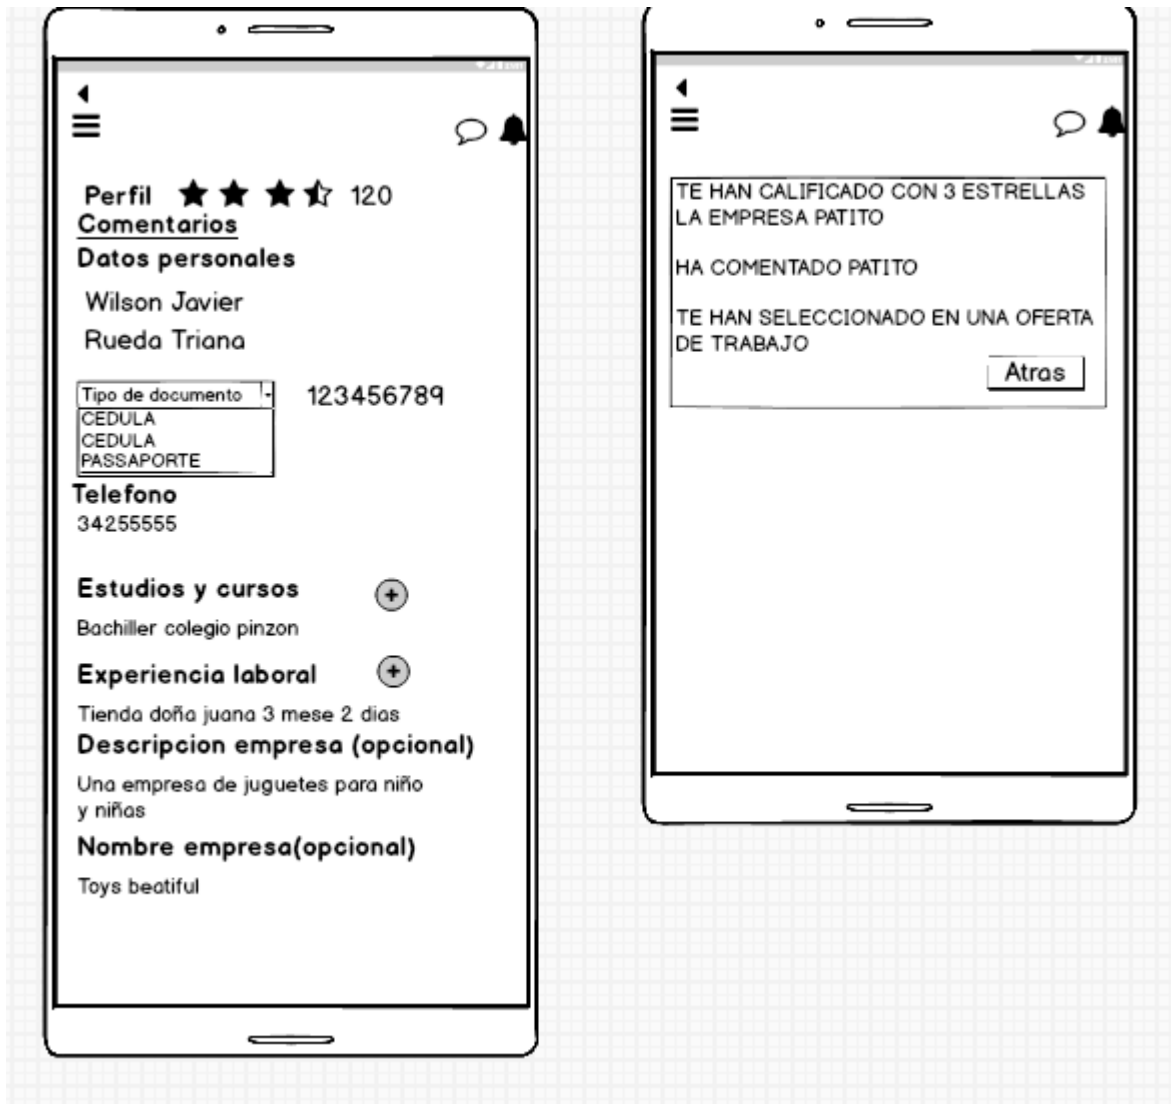 Perfil 120
Comentarios
Datos personales
Wilson Javier
Rueda Triana
Tipo de documento 123456789
CEDULA
CEDULA
PASSAPORTE
Telefono
34255555
Estudios y cursos +
Bachiller colegio pinzon
Experiencia laboral +
Tienda doña juana 3 mese 2 dias
Descripcion empresa (opcional)
Una empresa de juguetes para niño
y niñas
Nombre empresa(opcional)
Toys beatiful
TE HAN CALIFICADO CON 3 ESTRELLAS
LA EMPRESA PATITO
HA COMENTADO PATITO
TE HAN SELECCIONADO EN UNA OFERTA
DE TRABAJO
Atras